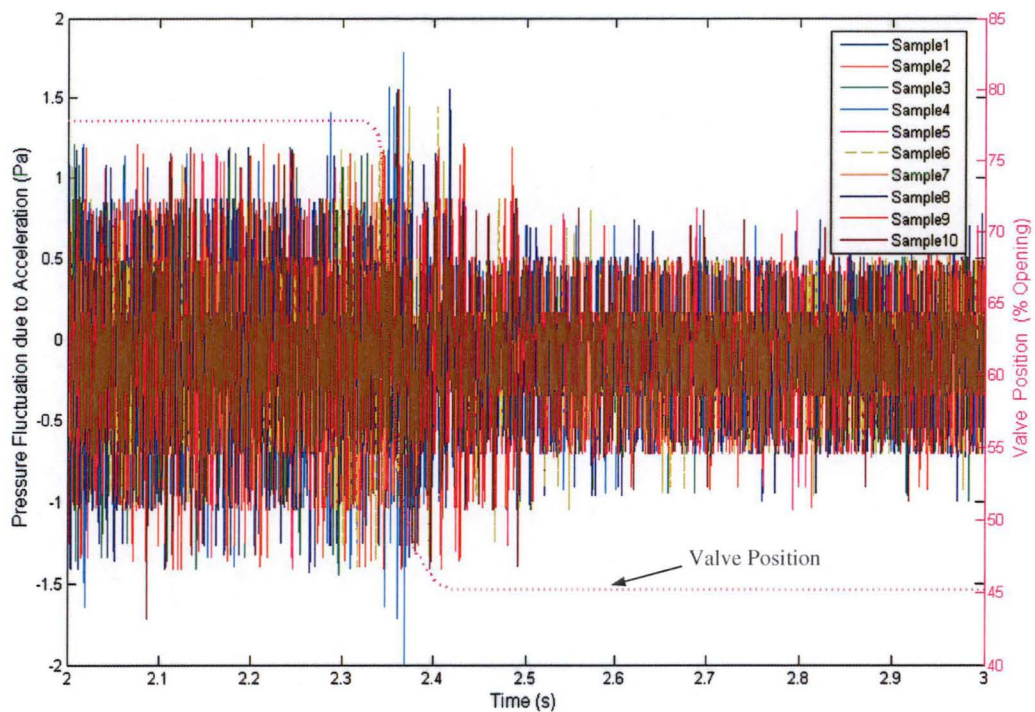 Pressure Fluctuation due to Acceleration (Pa)
2
1.5
1
0.5
0
-0.5
-1
-1.5
-2
2
2.1
2.2
2.3
2.4
2.5
2.6
2.7
2.8
2.9
3
Time (s)
85
80
75
70
65
60
55
50
45
40
Valve Position (% Opening)
Sample1
Sample2
Sample3
Sample4
Sample5
Sample6
Sample7
Sample8
Sample9
Sample10
Valve Position